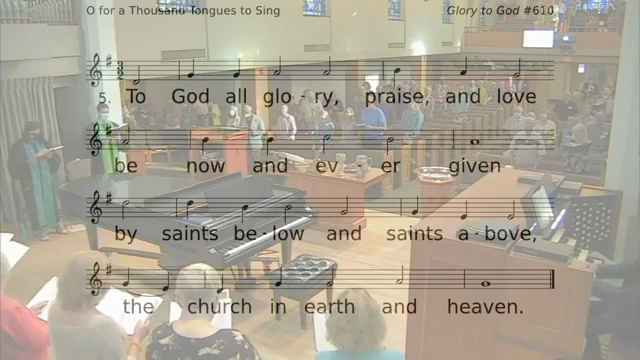 O for a Thousand Tongues to Sing
Glory to God #610
5. To God all glo - ry, praise, and love
be now and ev - er given
by saints be - low and saints a - bove,
the church in earth and heaven.